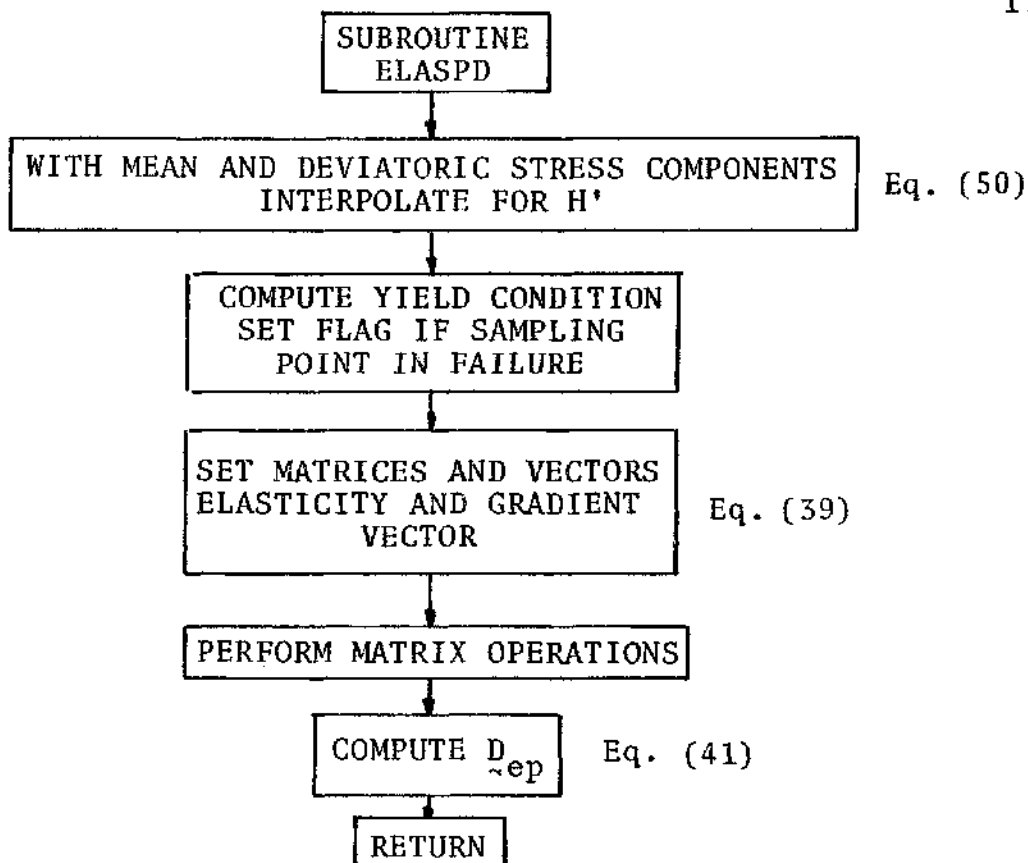 SUBROUTINE
ELASPD
WITH MEAN AND DEVIATORIC STRESS COMPONENTS
INTERPOLATE FOR H'
Eq. (50)
COMPUTE YIELD CONDITION
SET FLAG IF SAMPLING
POINT IN FAILURE
SET MATRICES AND VECTORS
ELASTICITY AND GRADIENT
VECTOR
Eq. (39)
PERFORM MATRIX OPERATIONS
COMPUTE D̰ep
Eq. (41)
RETURN